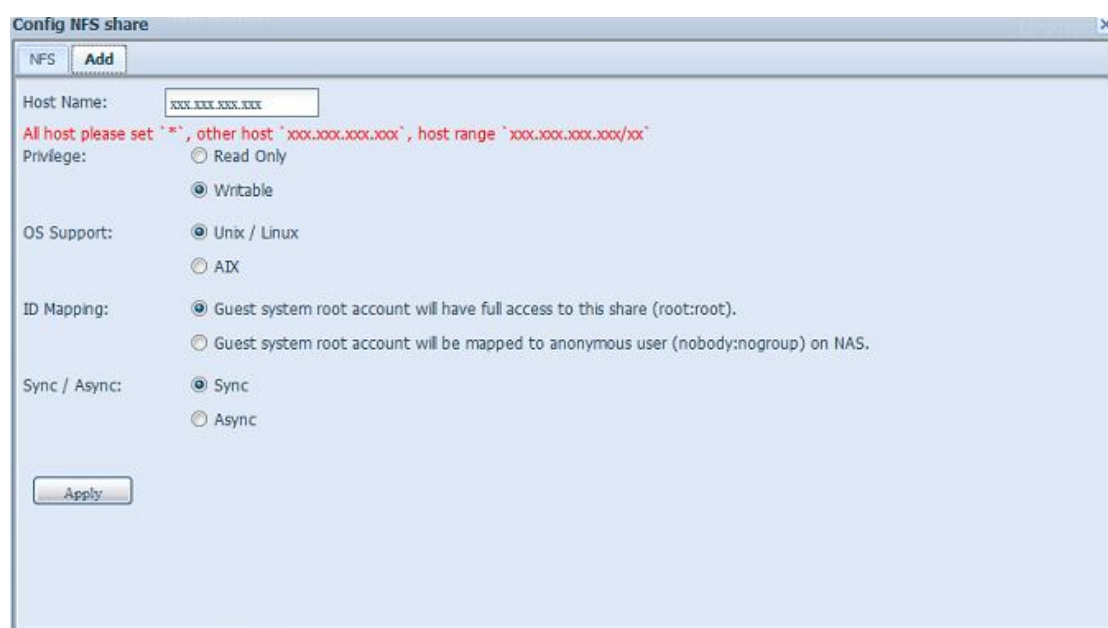 Config NFS share
NFS Add
Host Name: xxx.xxx.xxx.xxx
All host please set `*`, other host `xxx.xxx.xxx.xxx`, host range `xxx.xxx.xxx.xxx/xx`
Privilege: Read Only
Writable
OS Support: Unix / Linux
AIX
ID Mapping: Guest system root account will have full access to this share (root:root).
Guest system root account will be mapped to anonymous user (nobody:nogroup) on NAS.
Sync / Async: Sync
Async
Apply